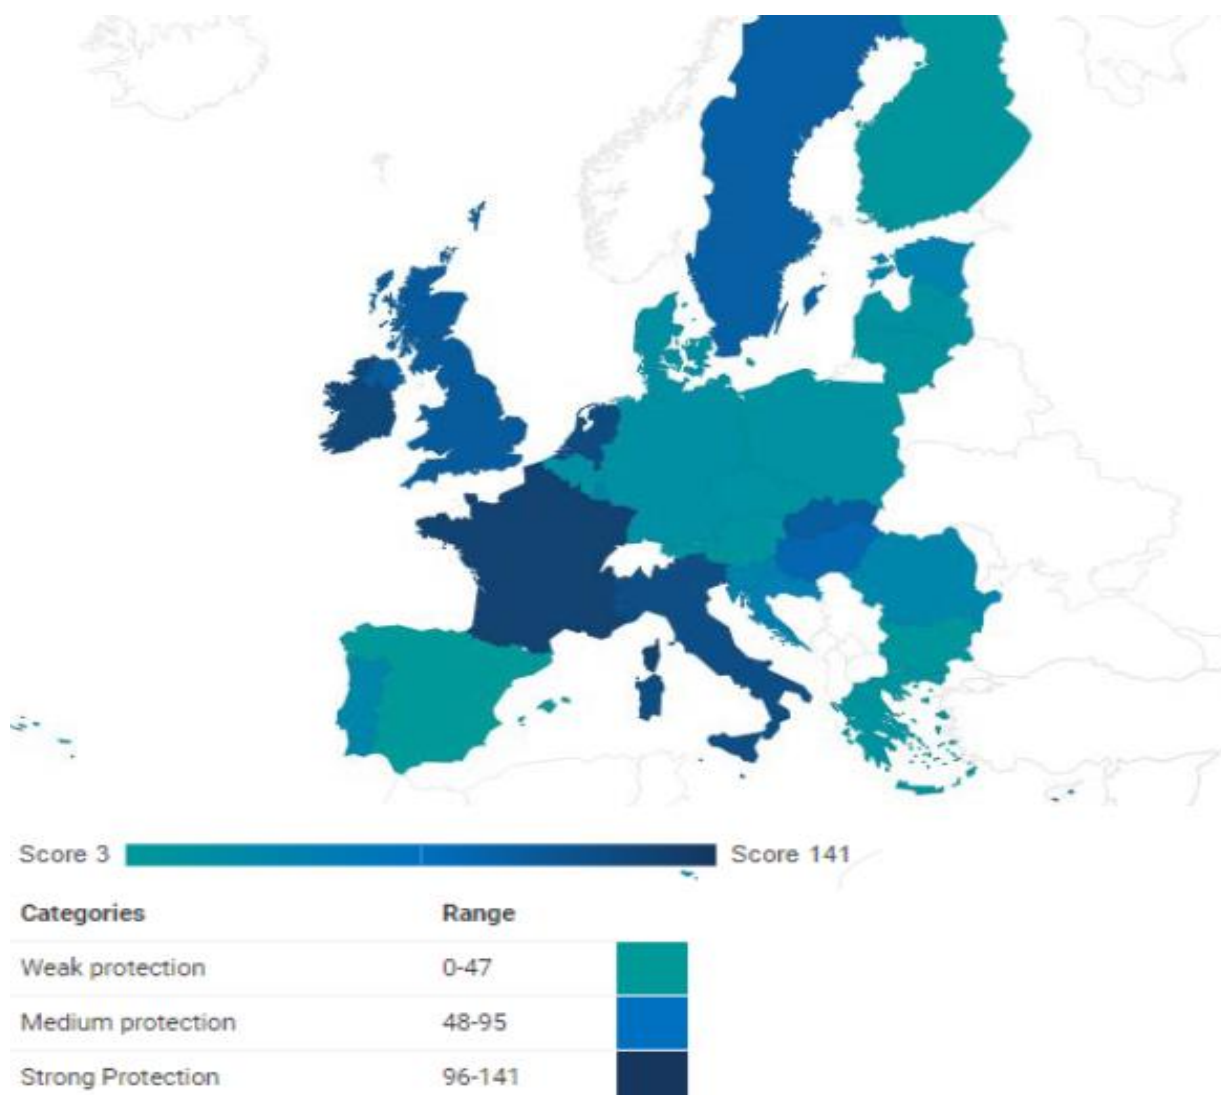 Score 3 Score 141
Categories Range
Weak protection 0-47
Medium protection 48-95
Strong Protection 96-141